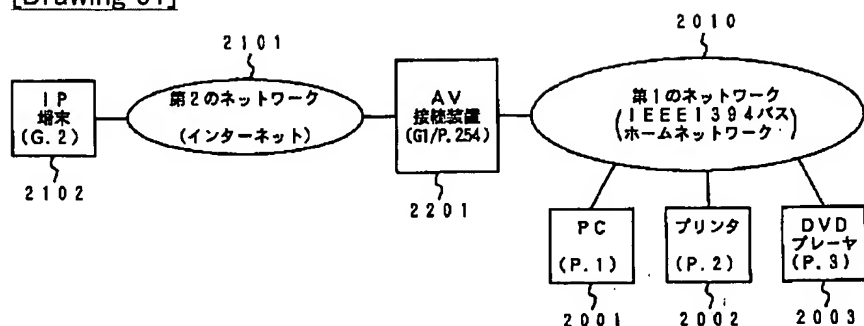 [Drawing 61]
2101
2010
IP
端末
(G.2)
第2のネットワーク
(インターネット)
AV
接続装置
(G1/P.254)
第1のネットワーク
(IEEE1394バス
ホームネットワーク)
2102
2201
PC
(P.1)
プリンタ
(P.2)
DVD
プレーヤ
(P.3)
2001
2002
2003